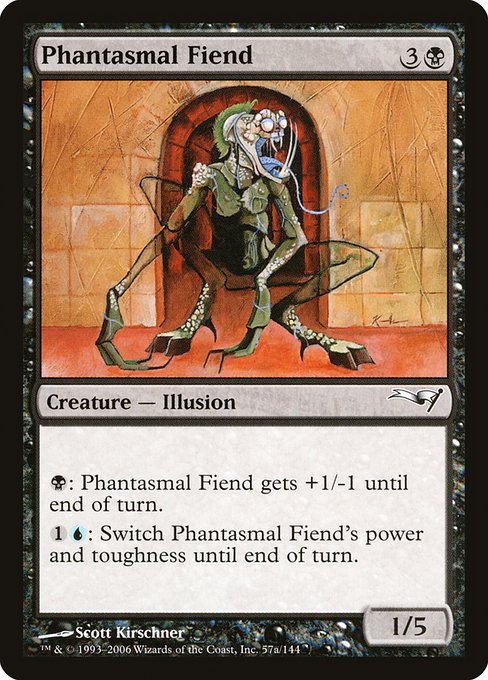 Phantasmal Fiend 3
Creature — Illusion
: Phantasmal Fiend gets +1/-1 until
end of turn.
1 : Switch Phantasmal Fiend's power
and toughness until end of turn.
1/5
Scott Kirschner
™ & © 1993–2006 Wizards of the Coast, Inc. 57a/144